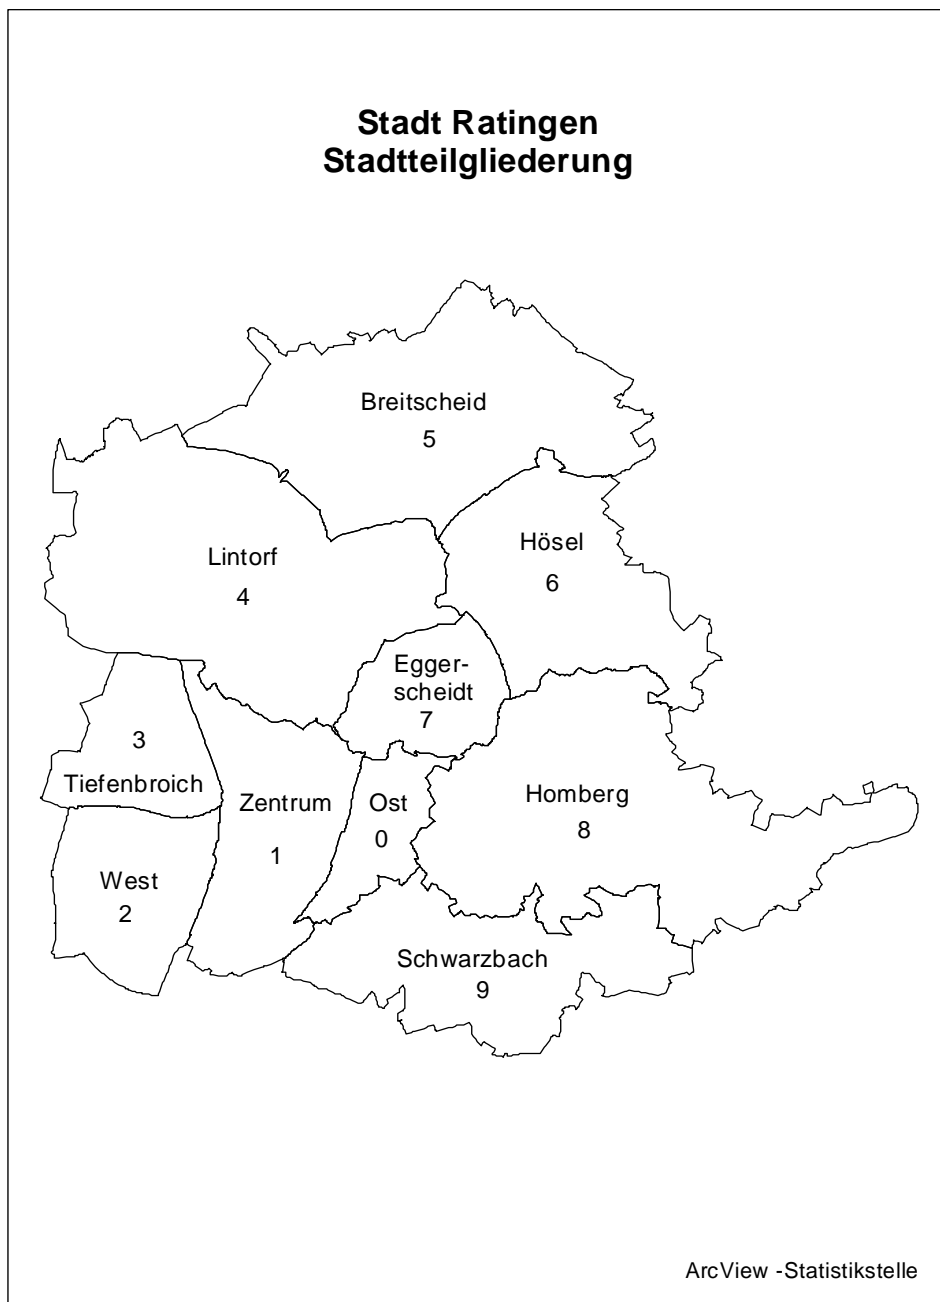 Stadt Ratingen
Stadtteilgliederung
Breitscheid
5
Hösel
6
Lintorf
4
Egger-
scheidt
7
3
Tiefenbroich
Zentrum
1
Ost
0
Homberg
8
West
2
Schwarzbach
9
ArcView -Statistikstelle